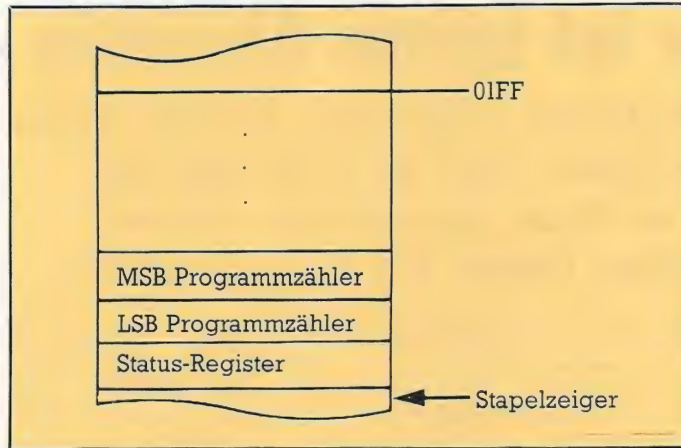 01FF
MSB Programmzähler
LSB Programmzähler
Status-Register
Stapelzeiger